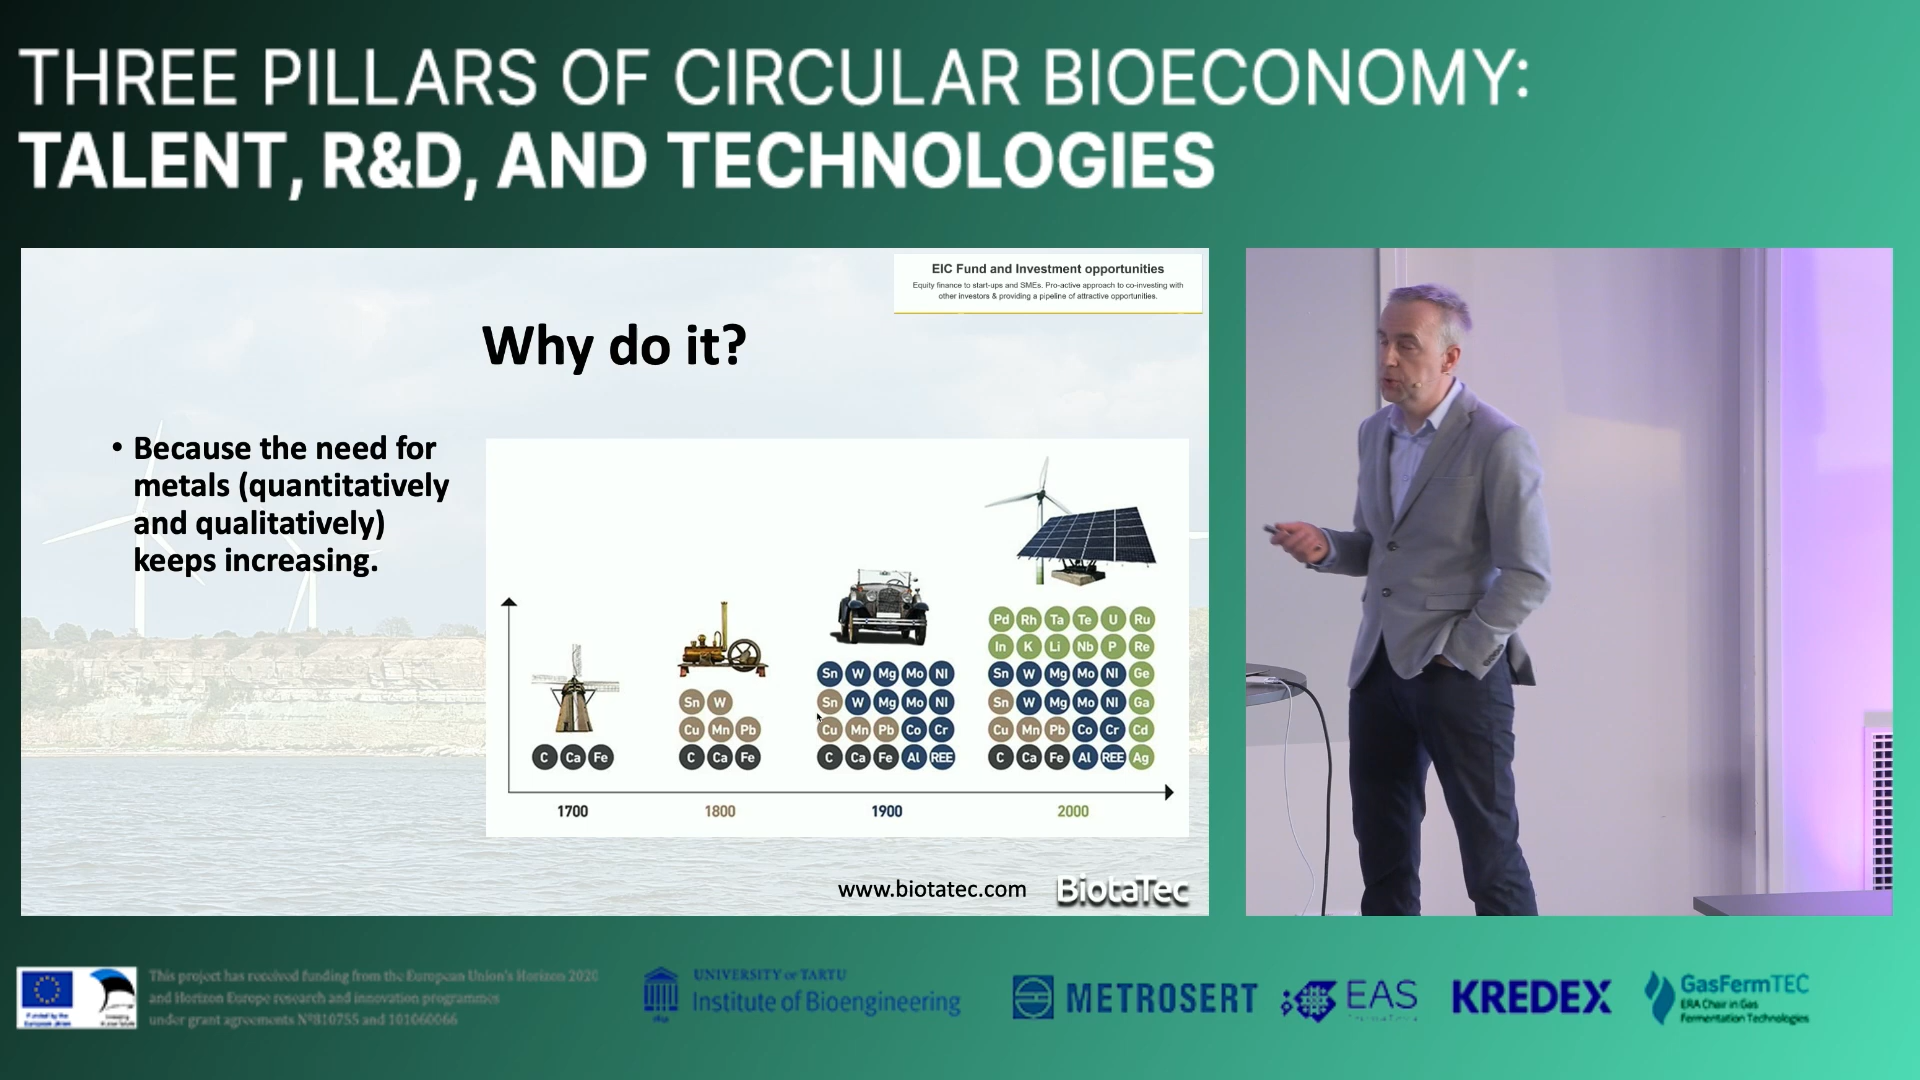 THREE PILLARS OF CIRCULAR BIOECONOMY:
TALENT, R&D, AND TECHNOLOGIES
EIC Fund and Investment opportunities
Equity finance to start-ups and SMEs. Pro-active approach to co-investing with
other investors & providing a pipeline of attractive opportunities.
Why do it?
• Because the need for
metals (quantitatively
and qualitatively)
keeps increasing.
Pd Rh Ta Te U Ru
In K Li Nb P Re
Sn W Mg Mo NI Sn W Mg Mo NI Ge
Sn W Sn W Mg Mo NI Sn W Mg Mo NI Ga
Cu Mn Pb Cu Mn Pb Co Cr Cu Mn Pb Co Cr Cd
C Ca Fe C Ca Fe C Ca Fe Al REE C Ca Fe Al REE Ag
1700 1800 1900 2000
www.biotatec.com BiotaTec
This project has received funding from the European Union's Horizon 2020
and Horizon Europe research and innovation programmes
under grant agreements Nº810755 and 101060066
Funded by the
European Union
UNIVERSITY OF TARTU
Institute of Bioengineering
METROSERT
EAS
KREDEX
GasFermTEC
ERA Chair in Gas
Fermentation Technologies